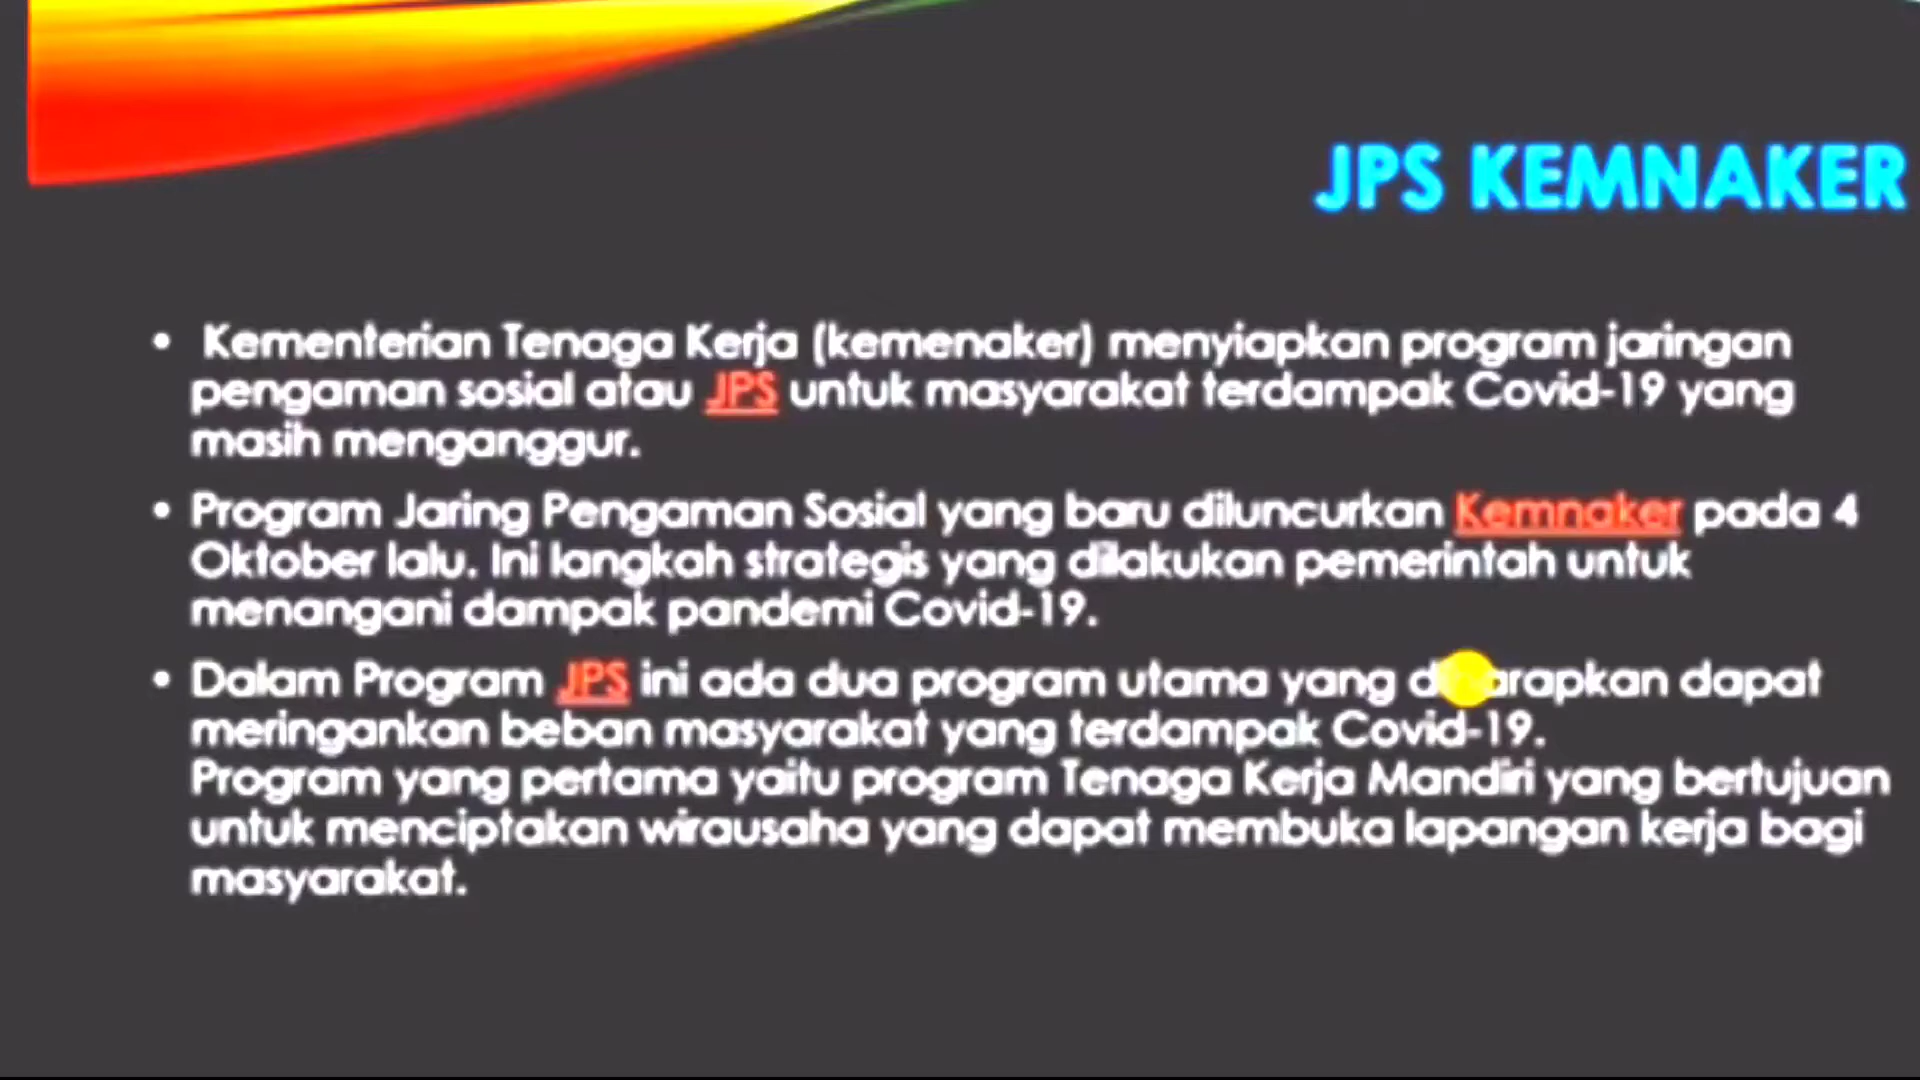 JPS KEMNAKER
• Kementerian Tenaga Kerja (kemenaker) menyiapkan program jaringan
pengaman sosial atau JPS untuk masyarakat terdampak Covid-19 yang
masih menganggur.
• Program Jaring Pengaman Sosial yang baru diluncurkan Kemnaker pada 4
Oktober lalu. Ini langkah strategis yang dilakukan pemerintah untuk
menangani dampak pandemi Covid-19.
• Dalam Program JPS ini ada dua program utama yang diharapkan dapat
meringankan beban masyarakat yang terdampak Covid-19.
Program yang pertama yaitu program Tenaga Kerja Mandiri yang bertujuan
untuk menciptakan wirausaha yang dapat membuka lapangan kerja bagi
masyarakat.